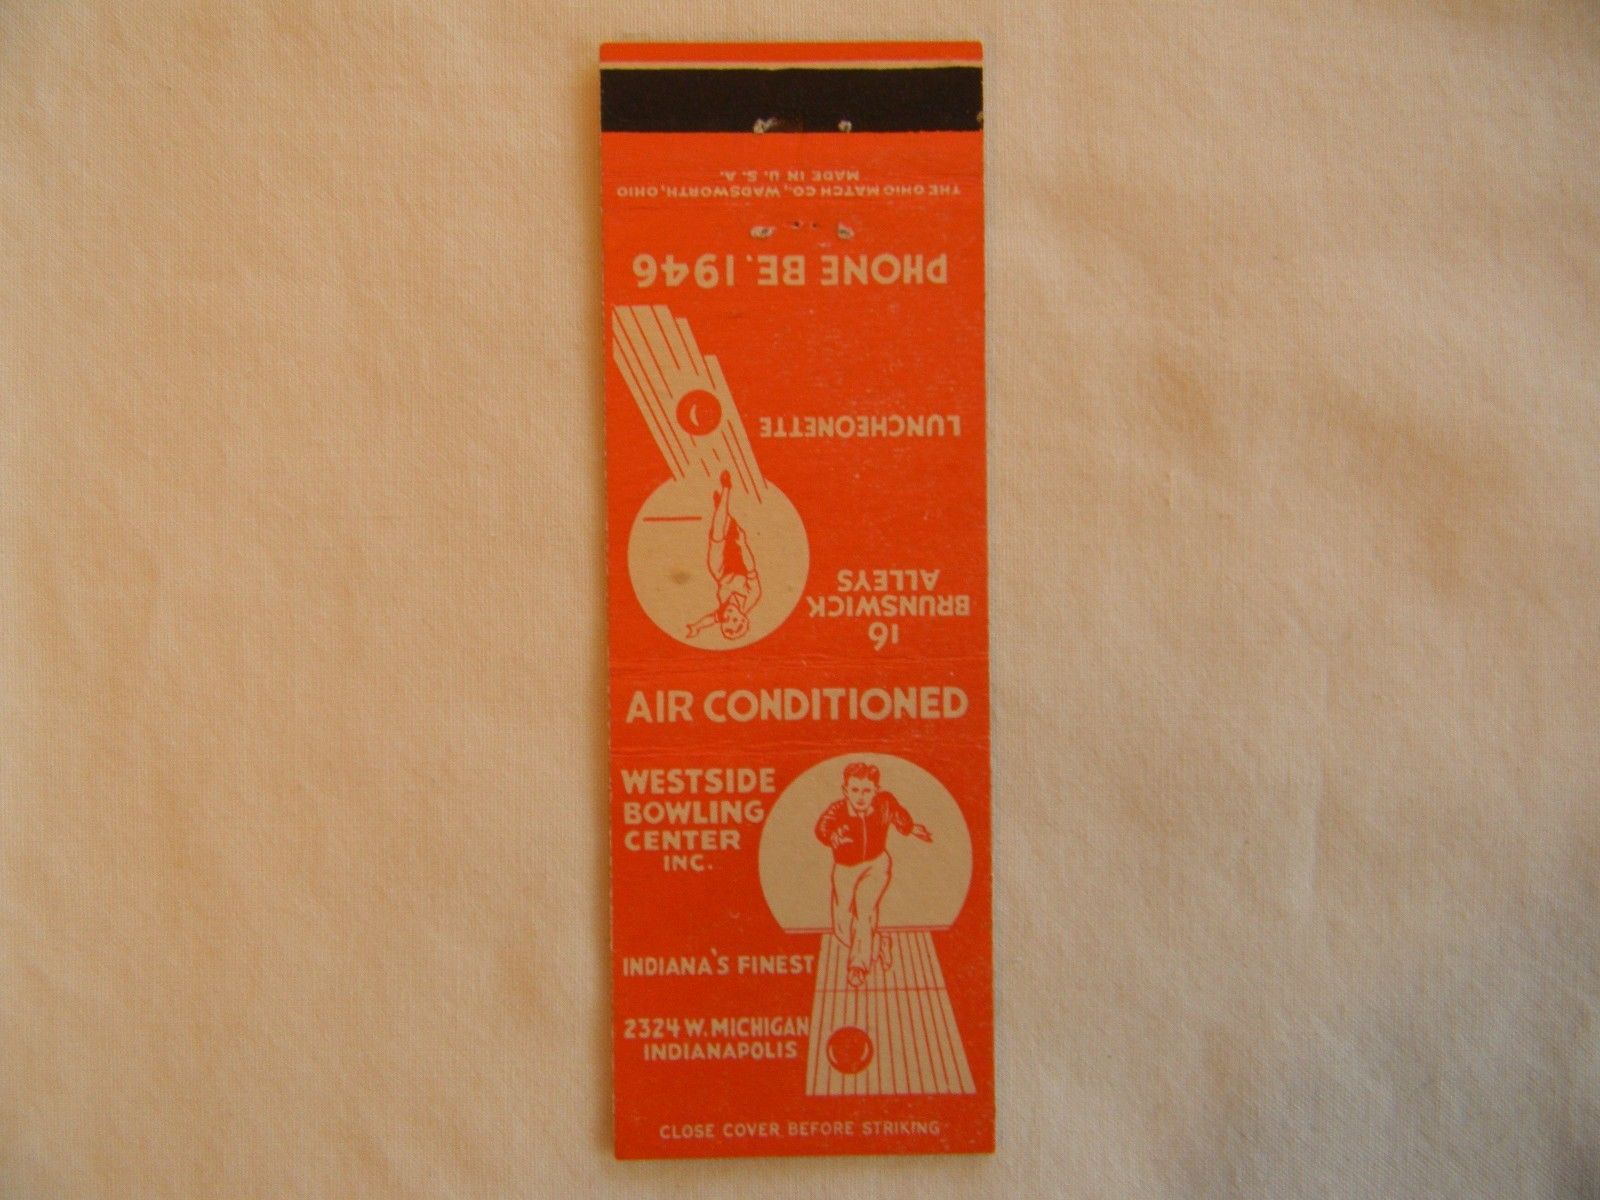 THE OHIO MATCH CO., WADSWORTH, OHIO
MADE IN U. S. A.
PHONE BE. 1946
LUNCHEONETTE
16
BRUNSWICK
ALLEYS
AIR CONDITIONED
WESTSIDE
BOWLING
CENTER
INC.
INDIANA'S FINEST
2324 W. MICHIGAN
INDIANAPOLIS
CLOSE COVER BEFORE STRIKING